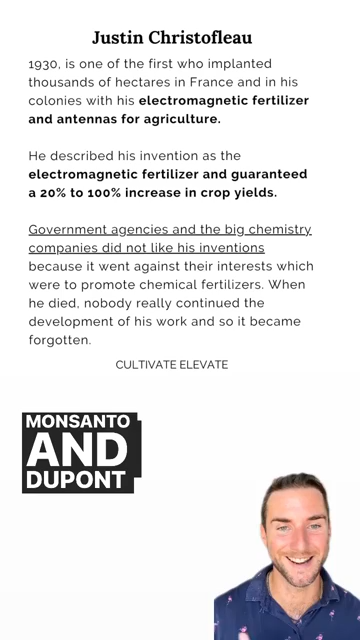 Justin Christofleau
1930, is one of the first who implanted
thousands of hectares in France and in his
colonies with his electromagnetic fertilizer
and antennas for agriculture.
He described his invention as the
electromagnetic fertilizer and guaranteed
a 20% to 100% increase in crop yields.
Government agencies and the big chemistry
companies did not like his inventions
because it went against their interests which
were to promote chemical fertilizers. When
he died, nobody really continued the
development of his work and so it became
forgotten.
CULTIVATE ELEVATE
MONSANTO
AND
DUPONT